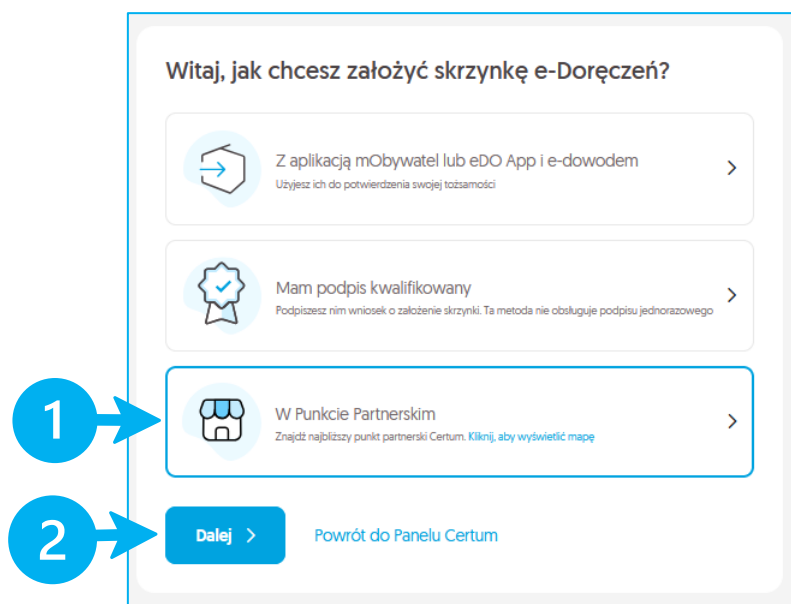 Witaj, jak chcesz założyć skrzynkę e-Doręczeń?
Z aplikacją mObywatel lub eDO App i e-dowodem
Użyjesz ich do potwierdzenia swojej tożsamości
Mam podpis kwalifikowany
Podpiszesz nim wniosek o założenie skrzynki. Ta metoda nie obsługuje podpisu jednorazowego
1
W Punkcie Partnerskim
Znajdź najbliższy punkt partnerski Certum. Kliknij, aby wyświetlić mapę
2
Dalej
Powrót do Panelu Certum